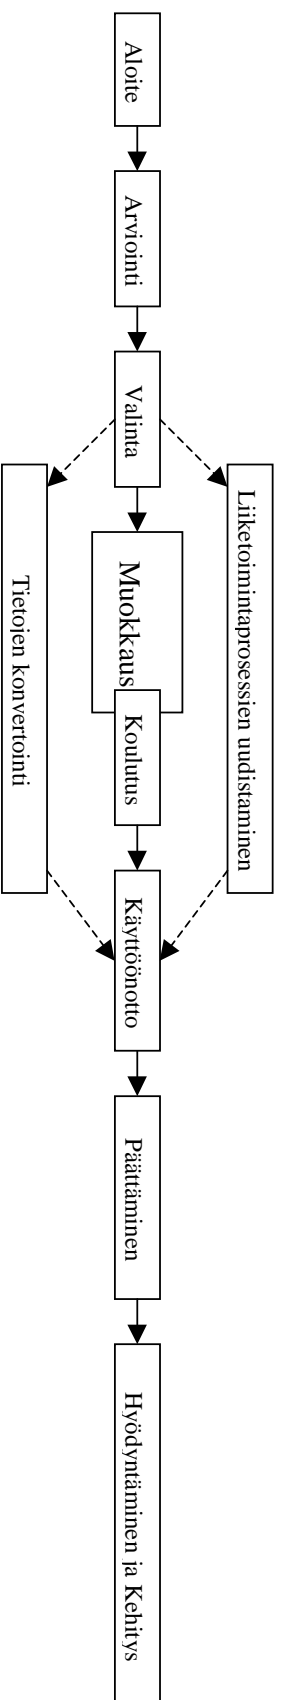 Aloite
Arviointi
Valinta
Liiketoimintaprosessien uudistaminen
Muokkaus
Koulutus
Tietojen konvertointi
Käyttöönotto
Päättäminen
Hyödyntäminen ja Kehitys